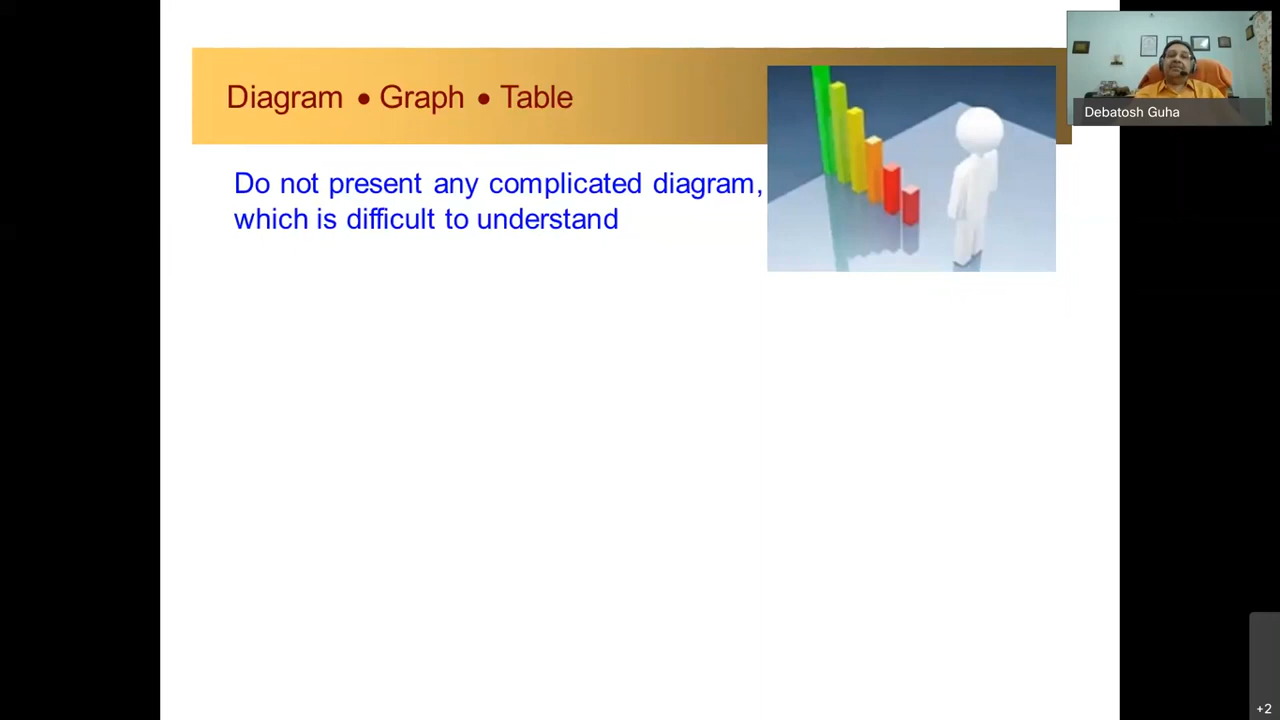 Diagram • Graph • Table
Debatosh Guha
Do not present any complicated diagram,
which is difficult to understand
+2